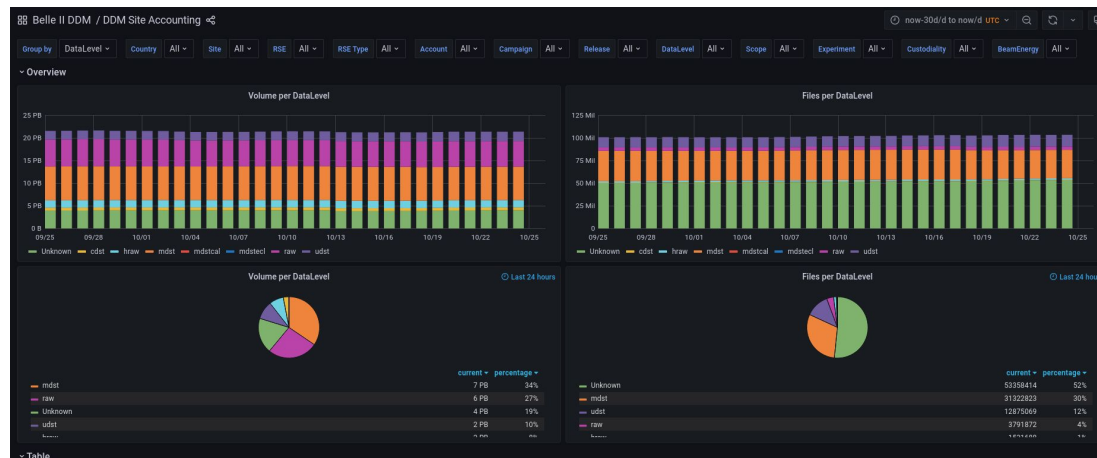 Belle II DDM / DDM Site Accounting
now-30d/d to now/d UTC
Group by DataLevel Country All Site All RSE All RSE Type All Account All Campaign All Release All DataLevel All Scope All Experiment All Custodiality All BeamEnergy All
Overview
Volume per DataLevel
25 PB
20 PB
15 PB
10 PB
5 PB
0 B
09/25 09/28 10/01 10/04 10/07 10/10 10/13 10/16 10/19 10/22 10/25
Unknown cdst hraw mdst mdstcal mdstecl raw udst
Files per DataLevel
125 Mil
100 Mil
75 Mil
50 Mil
25 Mil
0
09/25 09/28 10/01 10/04 10/07 10/10 10/13 10/16 10/19 10/22 10/25
Unknown cdst hraw mdst mdstcal mdstecl raw udst
Volume per DataLevel
Last 24 hours
current percentage
mdst 7 PB 34%
raw 6 PB 27%
Unknown 4 PB 19%
udst 2 PB 10%
Files per DataLevel
Last 24 hou
current percentage
Unknown 53358414 52%
mdst 31322823 30%
udst 12875069 12%
raw 3791872 4%
Table